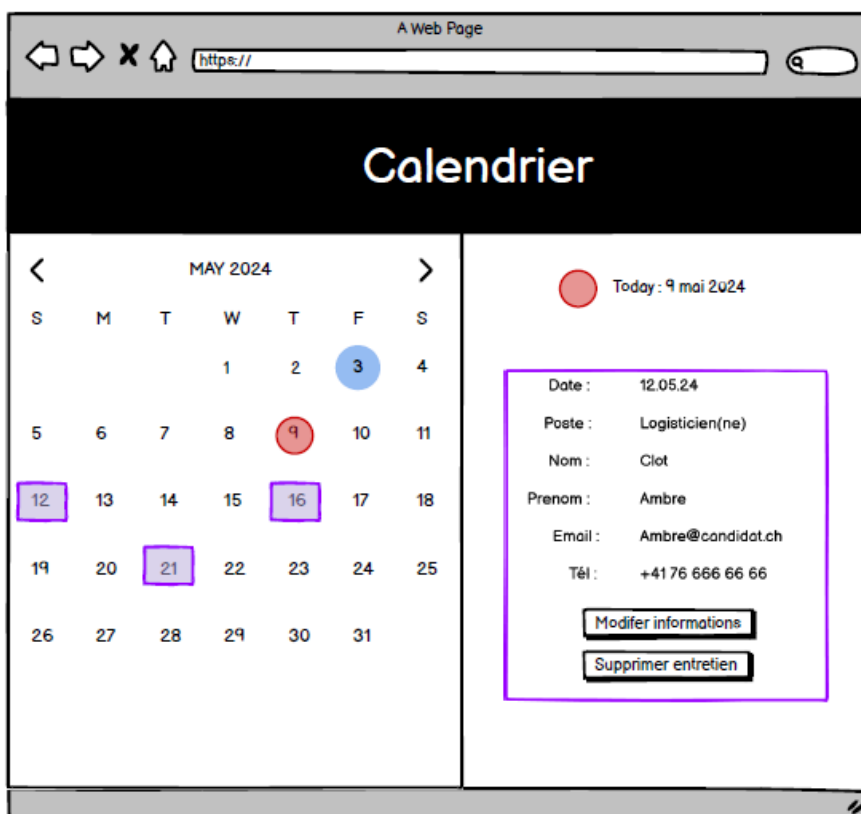 A Web Page
https://
Calendrier
MAY 2024
S M T W T F S
1 2 3 4
5 6 7 8 9 10 11
12 13 14 15 16 17 18
19 20 21 22 23 24 25
26 27 28 29 30 31
Today : 9 mai 2024
Date : 12.05.24
Poste : Logisticien(ne)
Nom : Clot
Prenom : Ambre
Email : Ambre@candidat.ch
Tél : +41 76 666 66 66
Modifer informations
Supprimer entretien